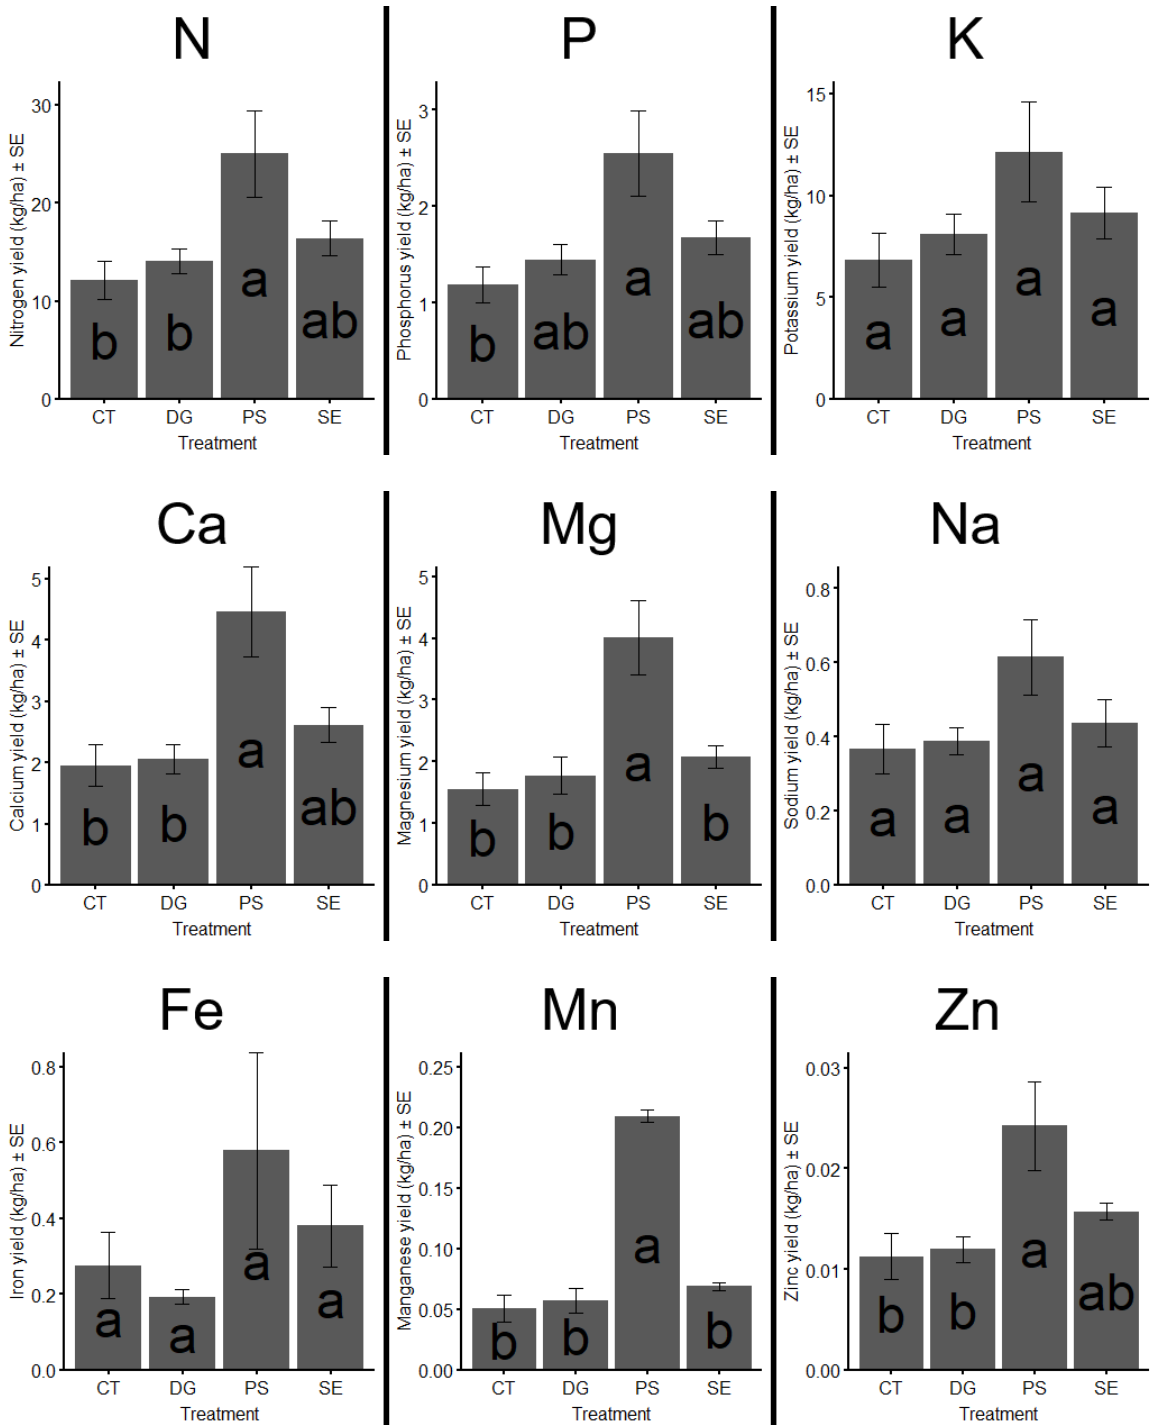 N
Nitrogen yield (kg/ha) ± SE
30
20
10
0
b
b
a
ab
CT DG PS SE
Treatment
P
Phosphorus yield (kg/ha) ± SE
3
2
1
0
b
ab
a
ab
CT DG PS SE
Treatment
K
Potassium yield (kg/ha) ± SE
15
10
5
0
a
a
a
a
CT DG PS SE
Treatment
Ca
Calcium yield (kg/ha) ± SE
5
4
3
2
1
0
b
b
a
ab
CT DG PS SE
Treatment
Mg
Magnesium yield (kg/ha) ± SE
5
4
3
2
1
0
b
b
a
b
CT DG PS SE
Treatment
Na
Sodium yield (kg/ha) ± SE
0.8
0.6
0.4
0.2
0.0
a
a
a
a
CT DG PS SE
Treatment
Fe
Iron yield (kg/ha) ± SE
0.8
0.6
0.4
0.2
0.0
a
a
a
a
CT DG PS SE
Treatment
Mn
Manganese yield (kg/ha) ± SE
0.25
0.20
0.15
0.10
0.05
0.00
b
b
a
b
CT DG PS SE
Treatment
Zn
Zinc yield (kg/ha) ± SE
0.03
0.02
0.01
0.00
b
b
a
ab
CT DG PS SE
Treatment